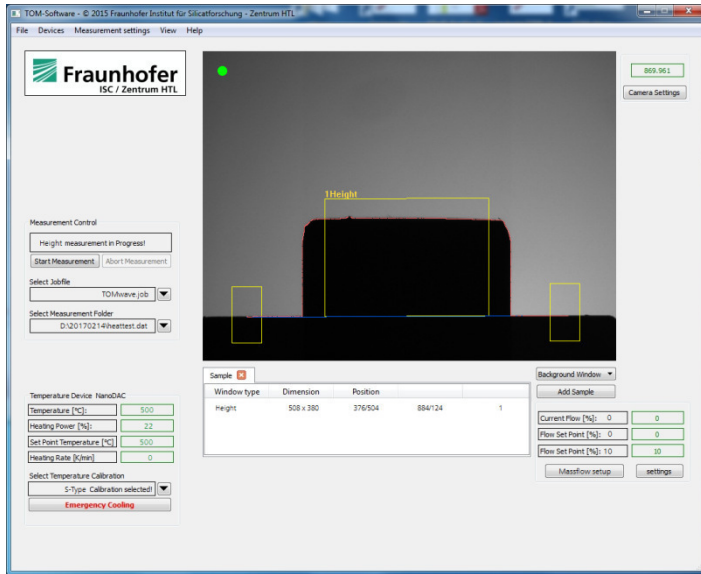 TOM-Software - © 2015 Fraunhofer Institut für Silicatforschung - Zentrum HTL
File Devices Measurement settings View Help
Fraunhofer
ISC / Zentrum HTL
869.961
Camera Settings
1Height
Measurement Control
Height measurement in Progress!
Start Measurement Abort Measurement
Select Jobfile
TOMwave.job
Select Measurement Folder
D:\20170214\heattest.dat
Sample
Window type Dimension Position
Height 508 x 380 376/504 884/124 1
Background Window
Add Sample
Temperature Device NanoDAC
Temperature [°C]: 500
Heating Power [%]: 22
Set Point Temperature [°C] 500
Heating Rate [K/min] 0
Select Temperature Calibration
S-Type Calibration selected!
Emergency Cooling
Current Flow [%]: 0 0
Flow Set Point [%]: 0 0
Flow Set Point [%]: 10 10
Massflow setup settings